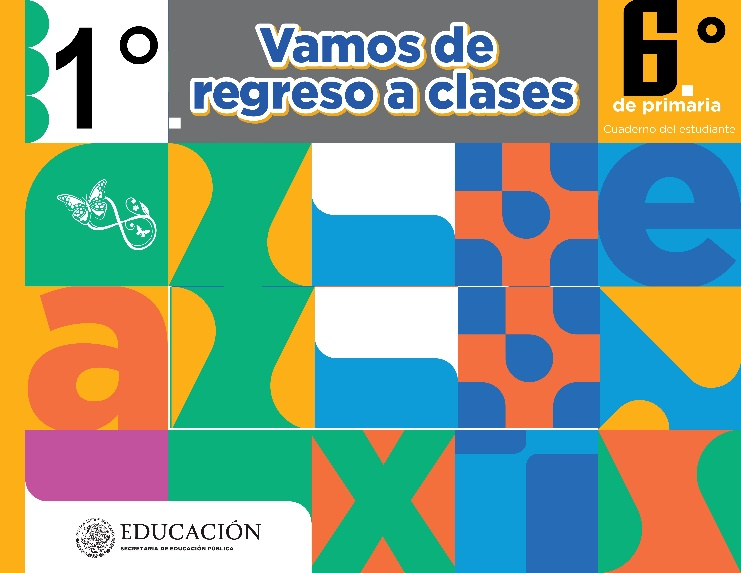 1°.
Vamos de
regreso a clases
6.°
de primaria
Cuaderno del estudiante
e
a
x
EDUCACIÓN
SECRETARÍA DE EDUCACIÓN PÚBLICA